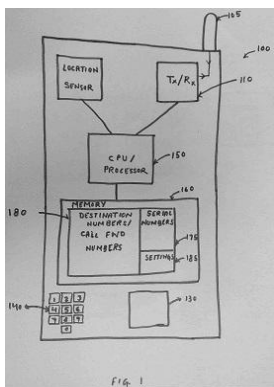 105
100
LOCATION
SENSOR
Tx/Rx
110
CPU/
PROCESSOR
150
160
MEMORY
180
DESTINATION
NUMBERS/
CALL FWD
NUMBERS
SERIAL
NUMBERS
175
SETTINGS
185
140
1 2 3
4 5 6
7 8 9
0
130
FIG 1